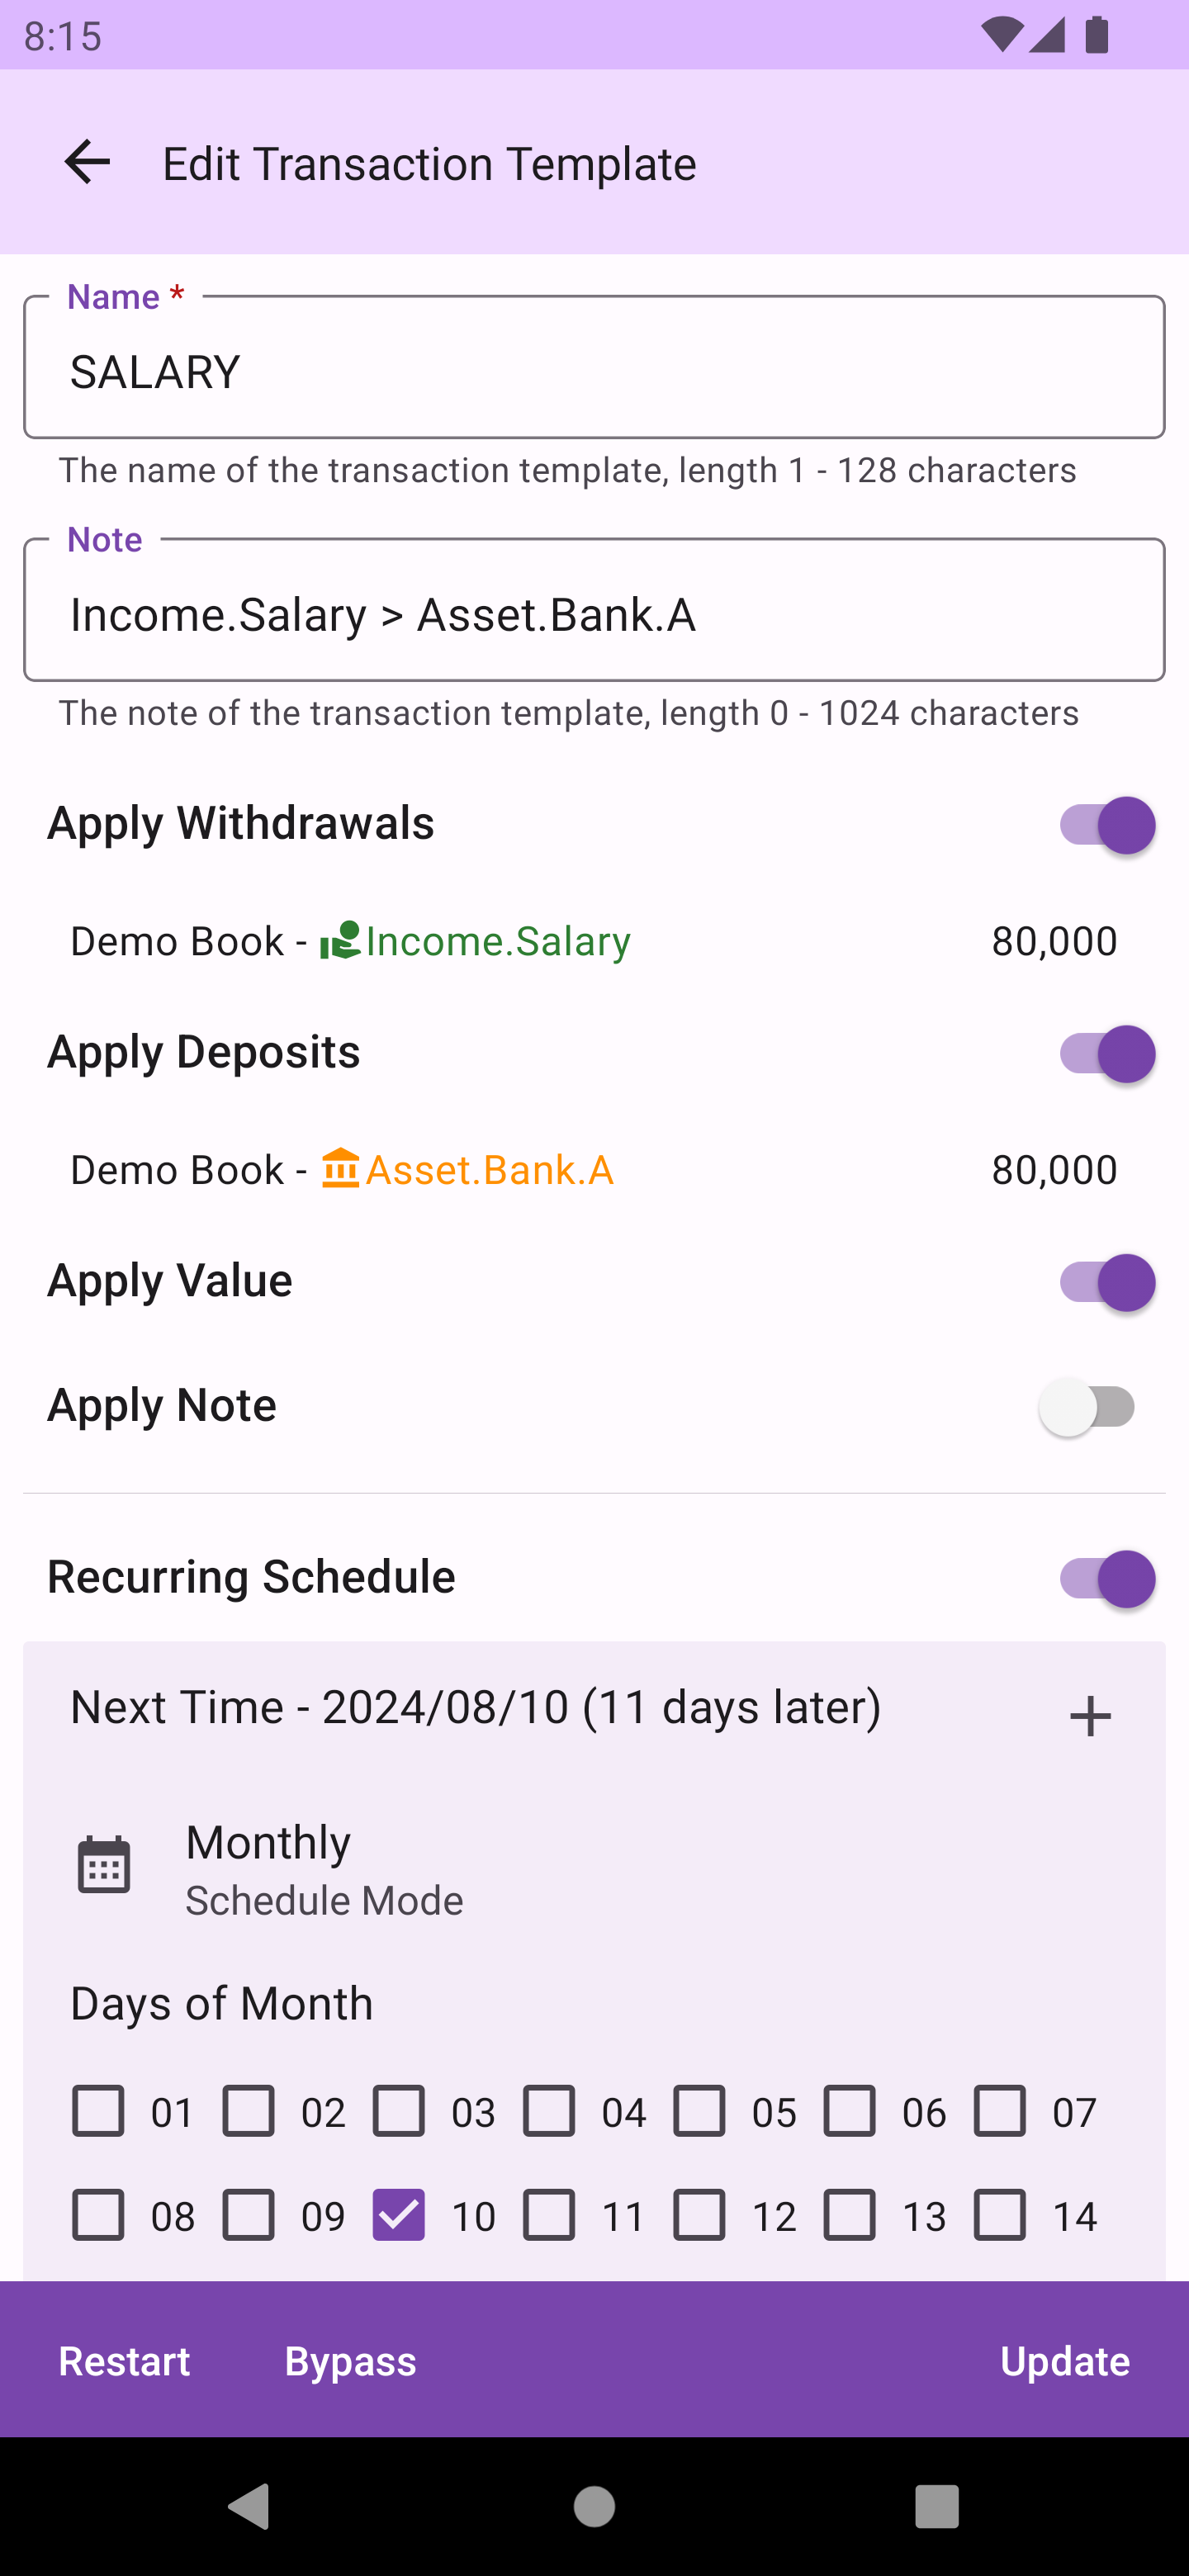 8:15
Edit Transaction Template
Name *
SALARY
The name of the transaction template, length 1 - 128 characters
Note
Income.Salary > Asset.Bank.A
The note of the transaction template, length 0 - 1024 characters
Apply Withdrawals
Demo Book - Income.Salary 80,000
Apply Deposits
Demo Book - Asset.Bank.A 80,000
Apply Value
Apply Note
Recurring Schedule
Next Time - 2024/08/10 (11 days later)
Monthly
Schedule Mode
Days of Month
01 02 03 04 05 06 07
08 09 10 11 12 13 14
Restart Bypass Update